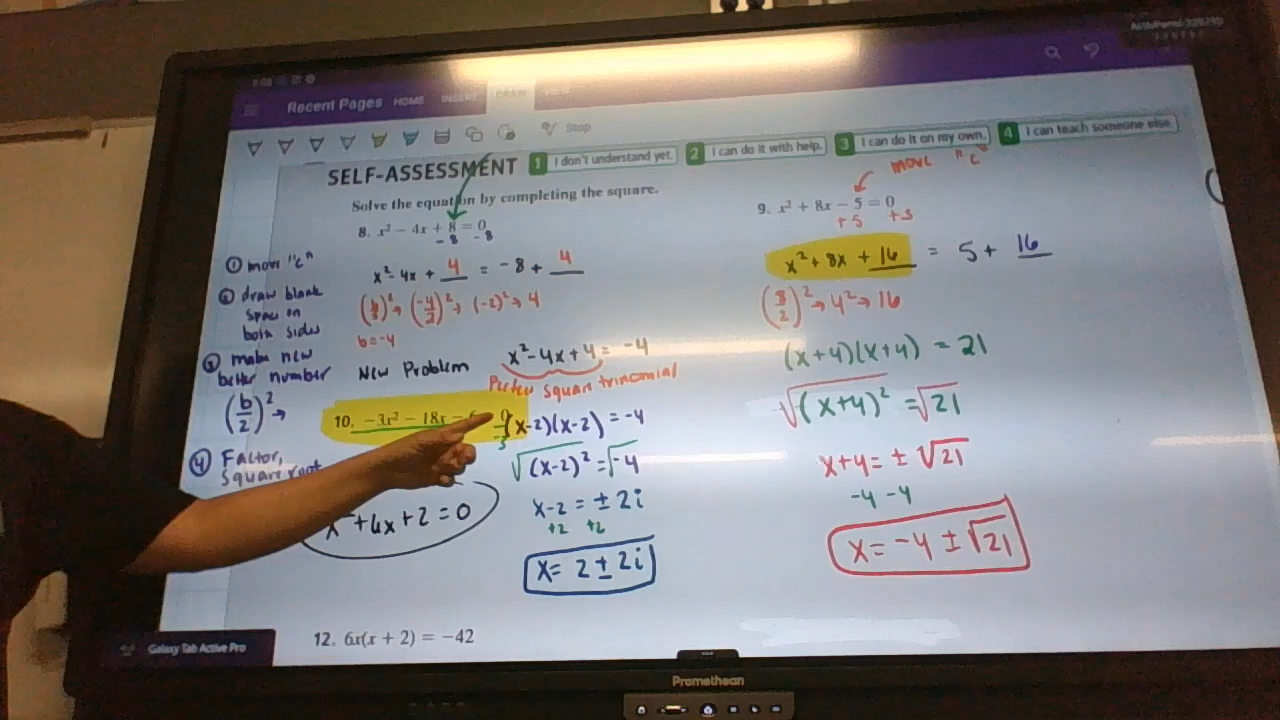 Recent Pages HOME INSERT DRAW VIEW
Stop
SELF-ASSESSMENT 1 I don't understand yet. 2 I can do it with help. 3 I can do it on my own. 4 I can teach someone else.
Solve the equation by completing the square.
move "c"
8. x² − 4x + 8 = 0
-8 -8
9. x² + 8x − 5 = 0
+5 +5
① move "c"
② draw blank
space on
both sides
③ make new
better number
(b/2)² →
④ Factor,
square root
x² - 4x + 4 = -8 + 4
(b/2)² → (-4/2)² → (-2)² → 4
b = -4
New Problem
x² - 4x + 4 = -4
Perfect square trinomial
(x-2)(x-2) = -4
√(x-2)² = √-4
x-2 = ± 2i
+2 +2
x = 2 ± 2i
x² + 8x + 16 = 5 + 16
(8/2)² → 4² → 16
(x+4)(x+4) = 21
√(x+4)² = √21
x+4 = ± √21
-4 -4
x = -4 ± √21
10. −3x² − 18x −
+6x+2=0
12. 6x(x + 2) = −42
Galaxy Tab Active Pro
Promethean